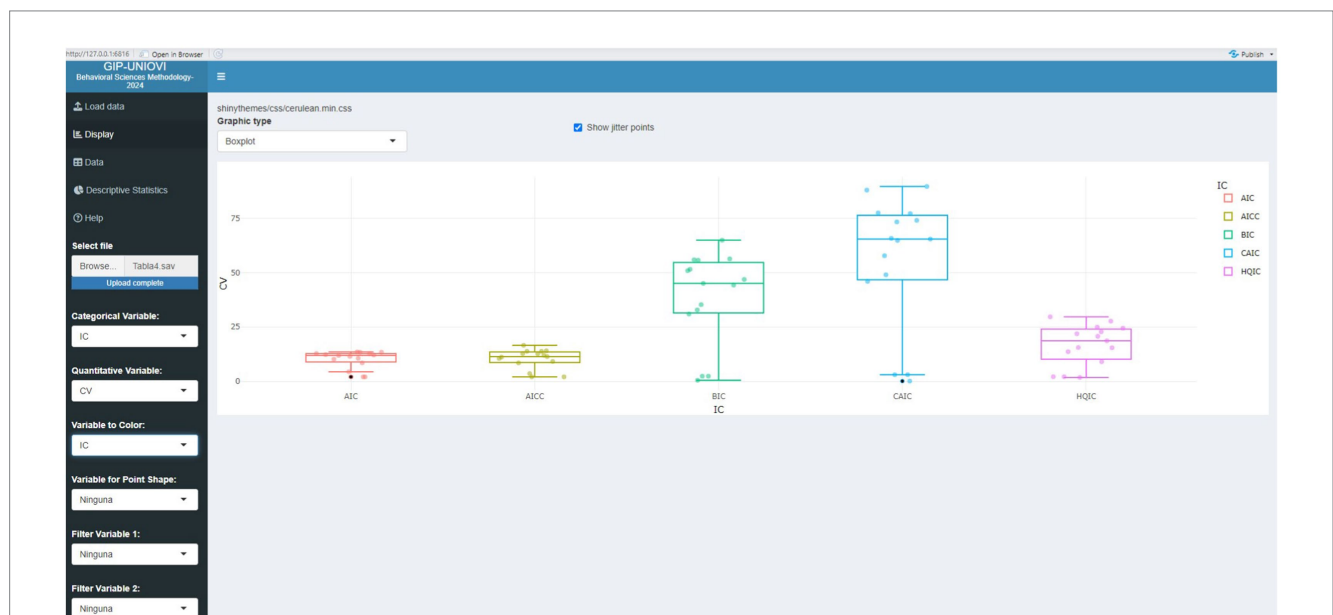 http://127.0.0.1:6816 Open in Browser
Publish
GIP-UNIOVI
Behavioral Sciences Methodology-
2024
Load data
Display
Data
Descriptive Statistics
Help
Select file
Browse... Tabla4.sav
Upload complete
Categorical Variable:
IC
Quantitative Variable:
CV
Variable to Color:
IC
Variable for Point Shape:
Ninguna
Filter Variable 1:
Ninguna
Filter Variable 2:
Ninguna
shinythemes/css/cerulean.min.css
Graphic type
Boxplot
Show jitter points
75
50
25
0
CV
AIC AICC BIC CAIC HQIC
IC
IC
AIC
AICC
BIC
CAIC
HQIC